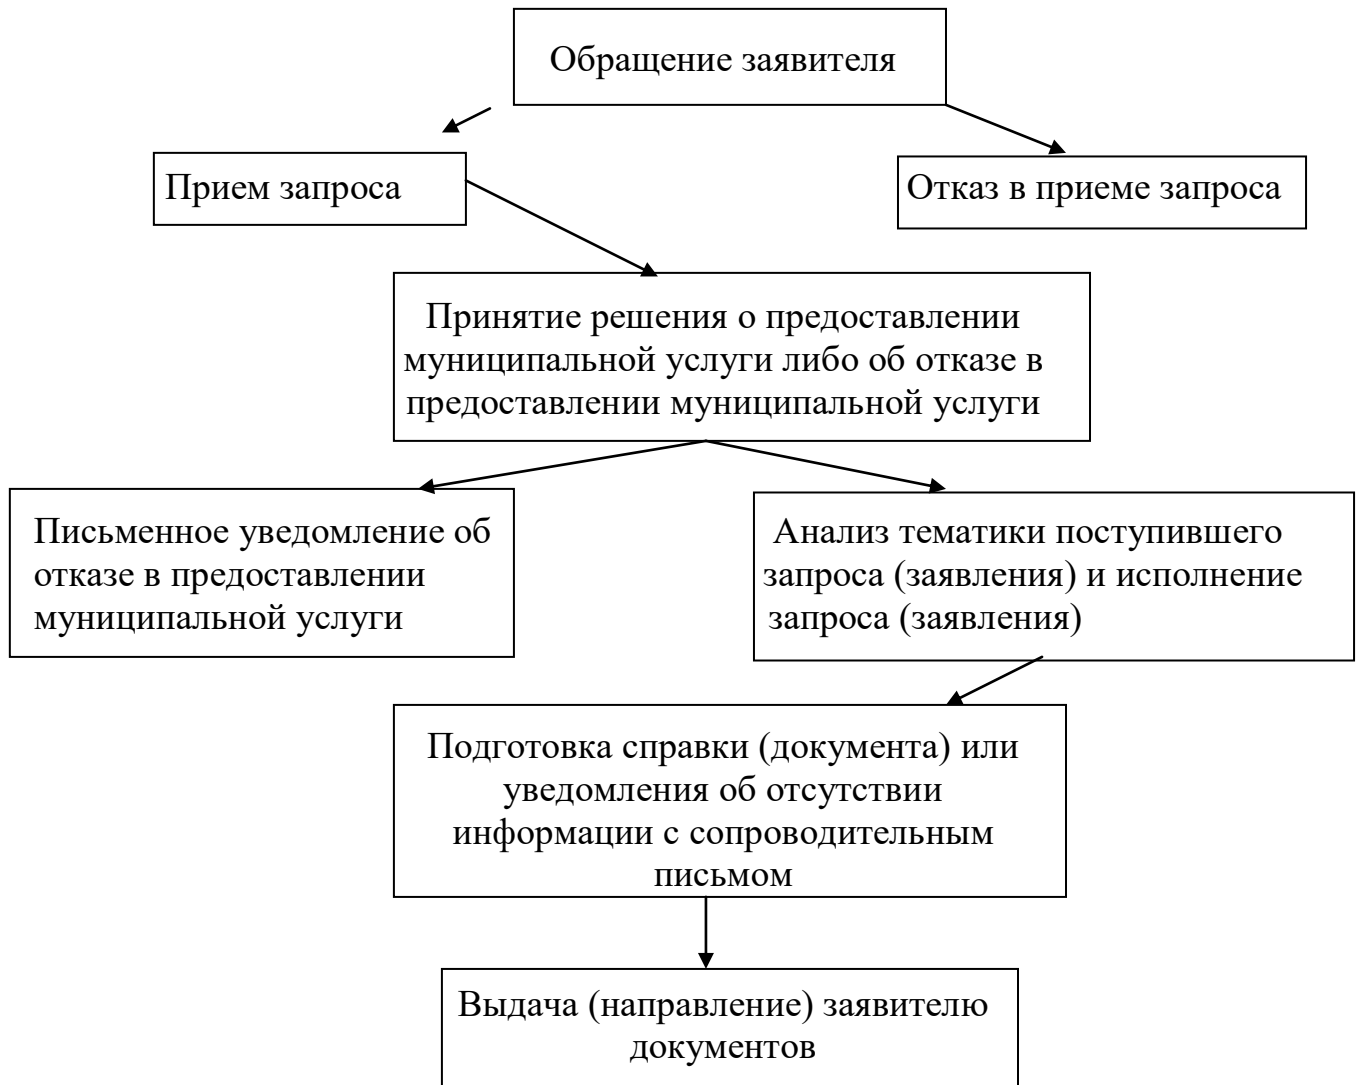 Обращение заявителя
Прием запроса
Отказ в приеме запроса
Принятие решения о предоставлении
муниципальной услуги либо об отказе в
предоставлении муниципальной услуги
Письменное уведомление об
отказе в предоставлении
муниципальной услуги
Анализ тематики поступившего
запроса (заявления) и исполнение
запроса (заявления)
Подготовка справки (документа) или
уведомления об отсутствии
информации с сопроводительным
письмом
Выдача (направление) заявителю
документов